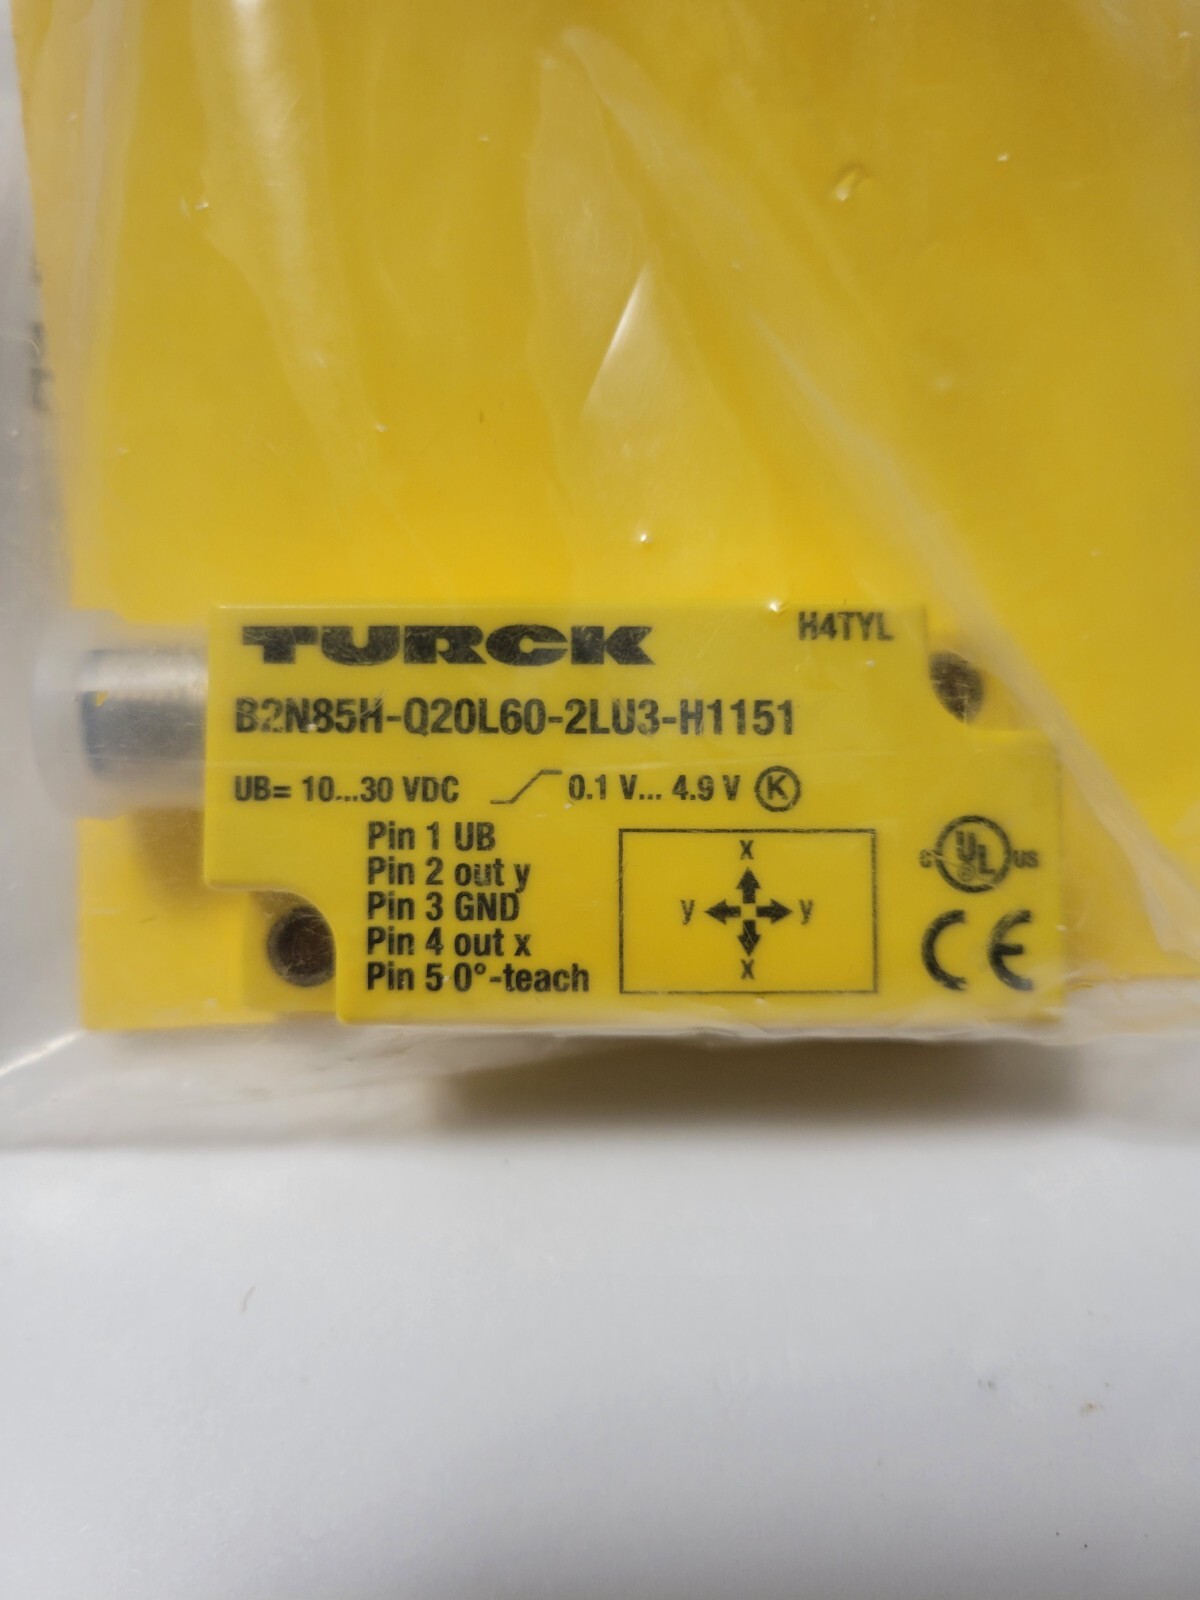 TURCK
H4TYL
B2N85H-Q20L60-2LU3-H1151
UB= 10...30 VDC 0.1 V... 4.9 V K
Pin 1 UB
Pin 2 out y
Pin 3 GND
Pin 4 out x
Pin 5 0°-teach
x
y y
x
c UL us
®
CE